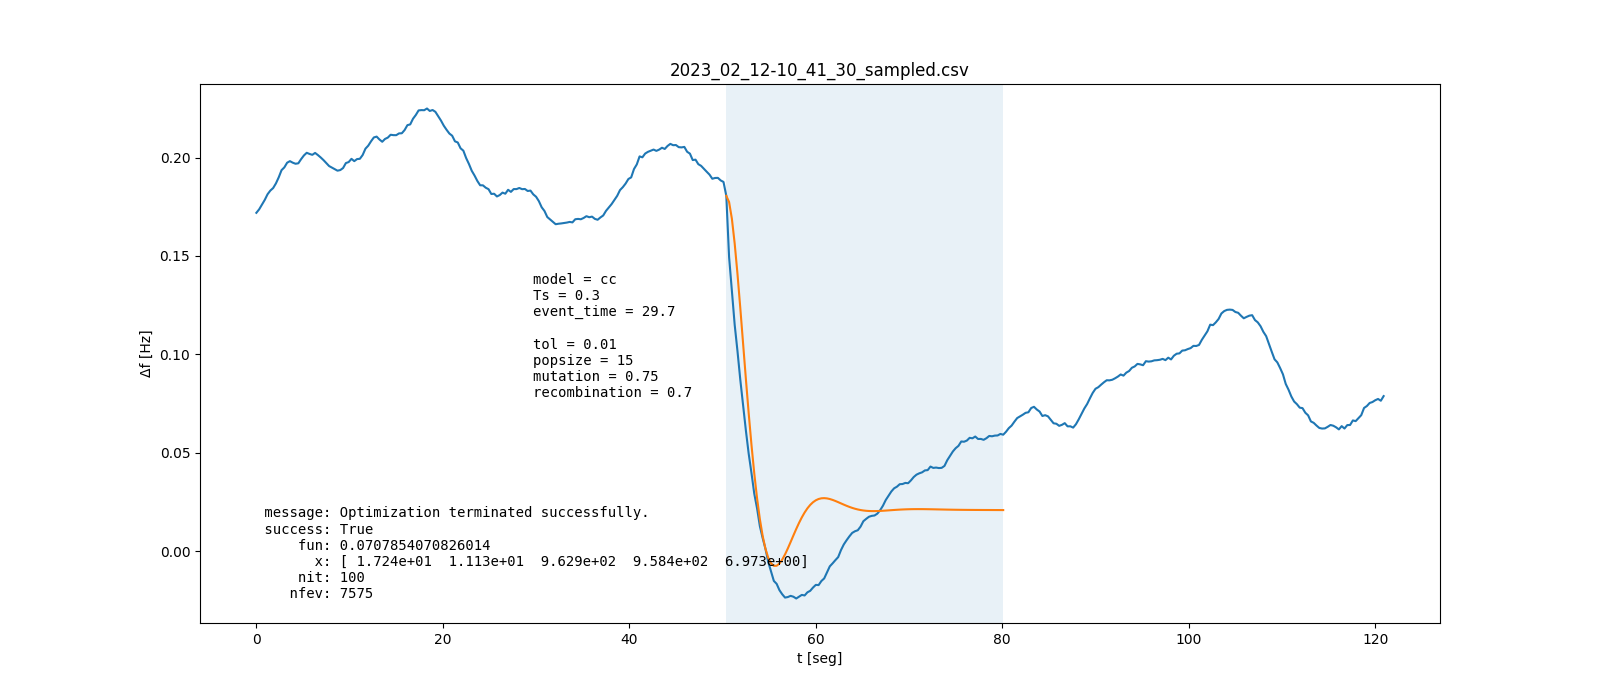 2023_02_12-10_41_30_sampled.csv
Δf [Hz]
0.20
0.15
0.10
0.05
0.00
model = cc
Ts = 0.3
event_time = 29.7
tol = 0.01
popsize = 15
mutation = 0.75
recombination = 0.7
message: Optimization terminated successfully.
success: True
fun: 0.0707854070826014
x: [ 1.724e+01  1.113e+01  9.629e+02  9.584e+02  6.973e+00]
nit: 100
nfev: 7575
0 20 40 60 80 100 120
t [seg]